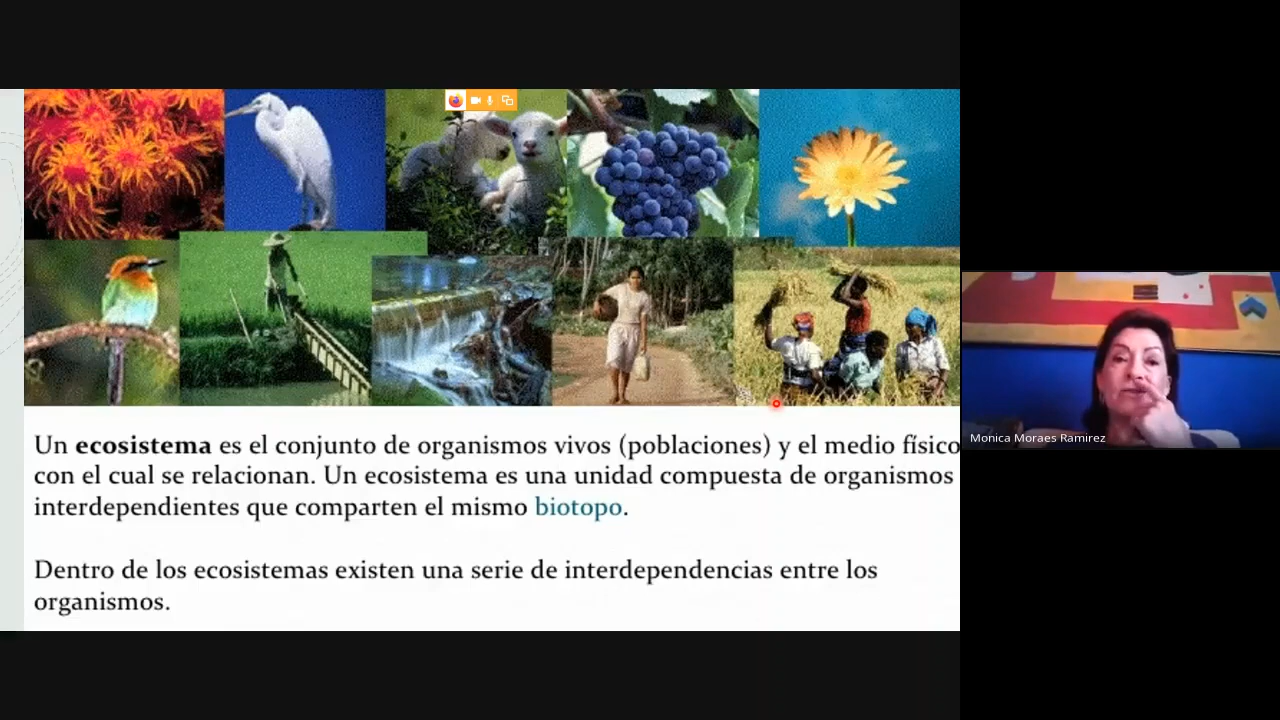 Un ecosistema es el conjunto de organismos vivos (poblaciones) y el medio físico
con el cual se relacionan. Un ecosistema es una unidad compuesta de organismos
interdependientes que comparten el mismo biotopo.
Dentro de los ecosistemas existen una serie de interdependencias entre los
organismos.
Monica Moraes Ramirez